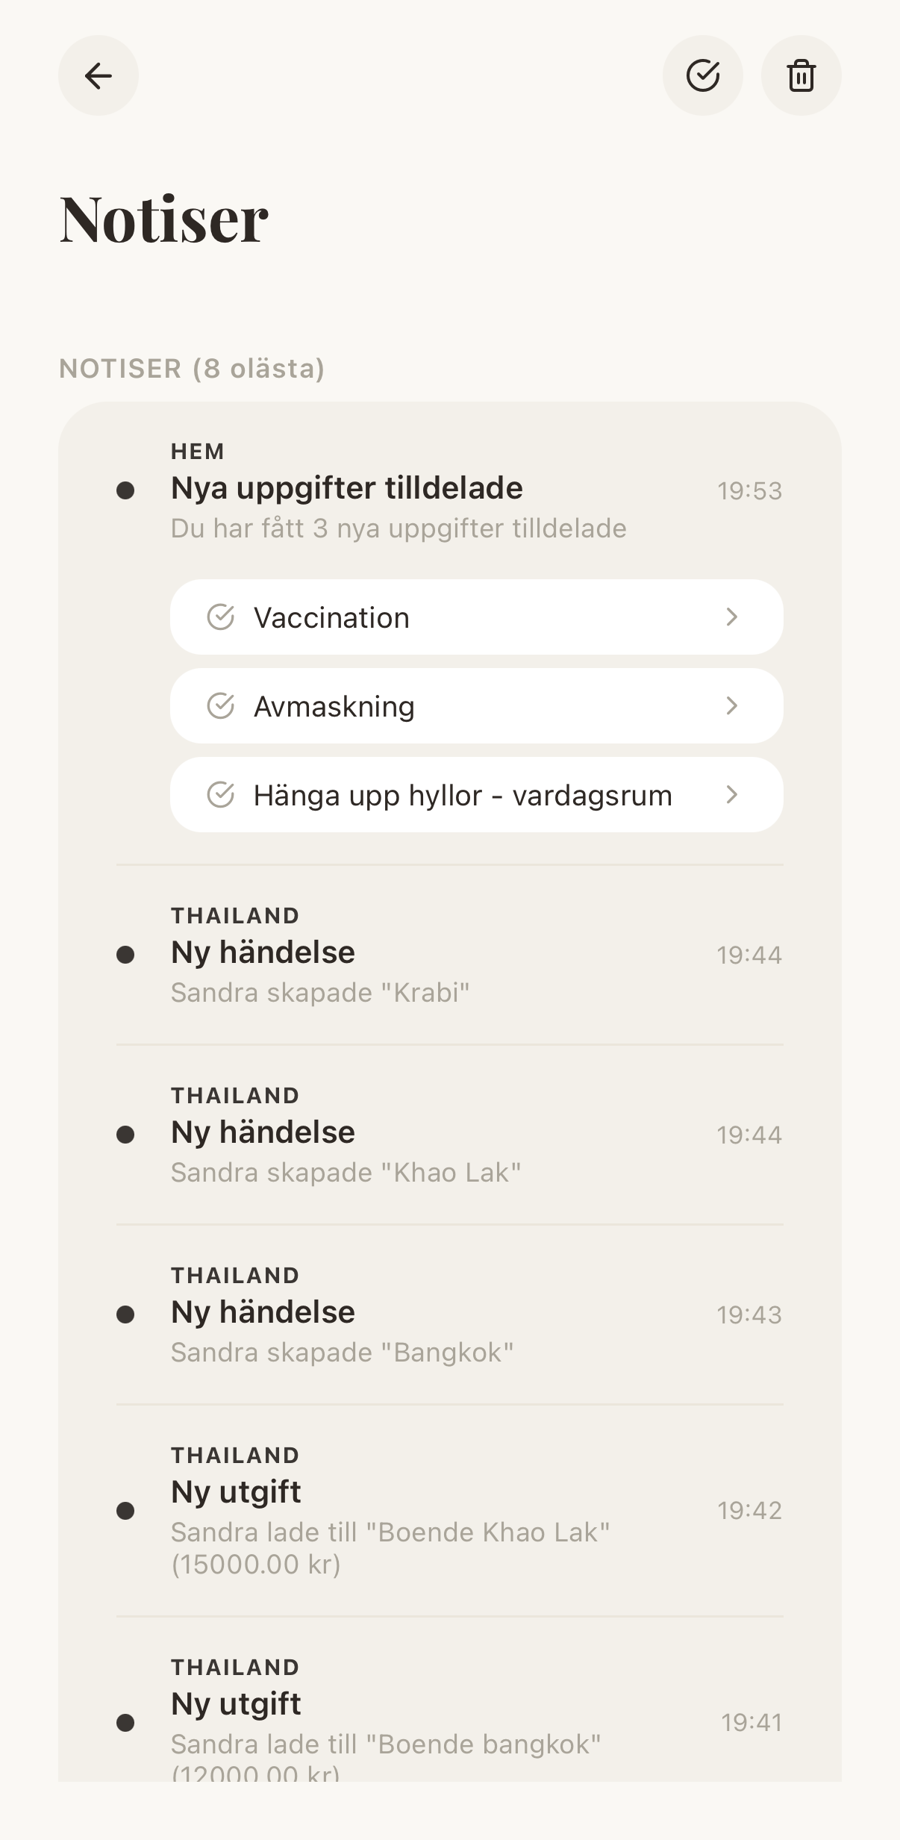 Notiser
NOTISER (8 olästa)
HEM
Nya uppgifter tilldelade
19:53
Du har fått 3 nya uppgifter tilldelade
Vaccination
Avmaskning
Hänga upp hyllor - vardagsrum
THAILAND
Ny händelse
19:44
Sandra skapade "Krabi"
THAILAND
Ny händelse
19:44
Sandra skapade "Khao Lak"
THAILAND
Ny händelse
19:43
Sandra skapade "Bangkok"
THAILAND
Ny utgift
19:42
Sandra lade till "Boende Khao Lak"
(15000.00 kr)
THAILAND
Ny utgift
19:41
Sandra lade till "Boende bangkok"
(12000.00 kr)